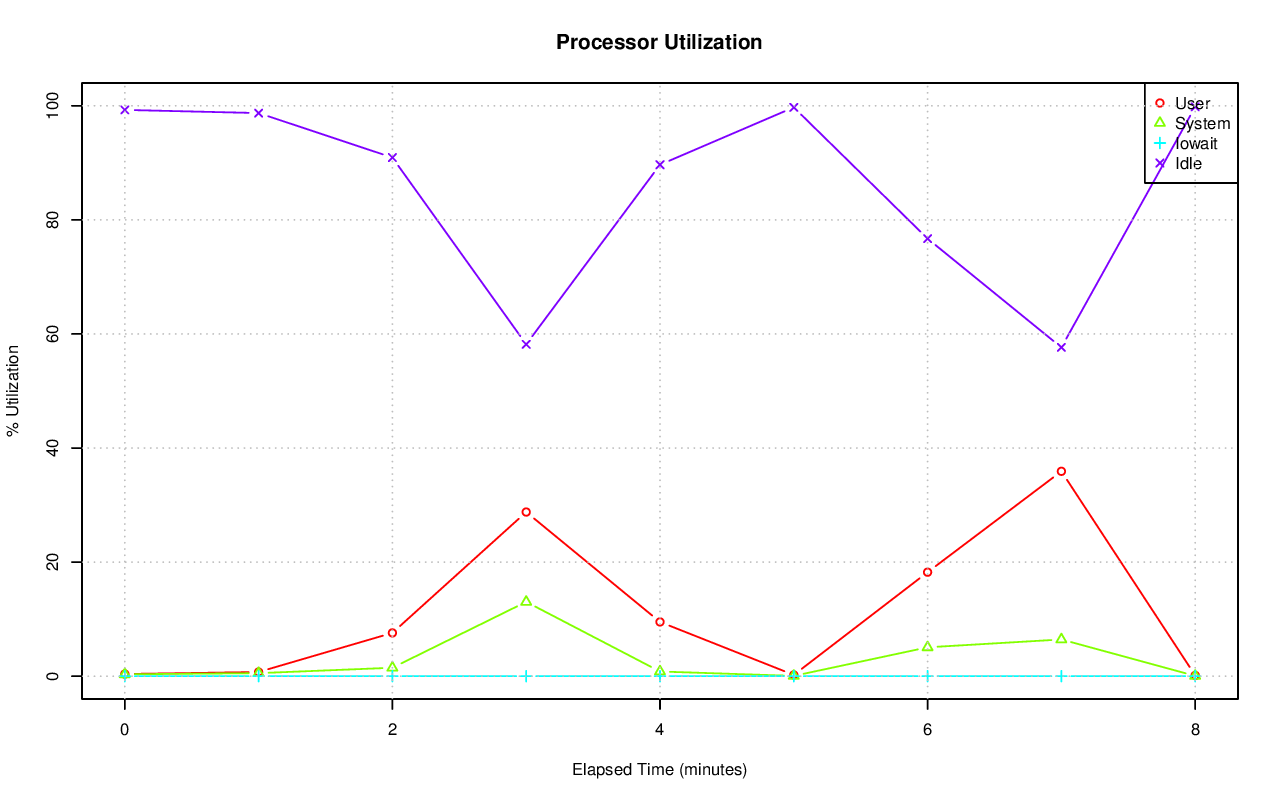 Processor Utilization
% Utilization
100
80
60
40
20
0
User
System
Iowait
Idle
0 2 4 6 8
Elapsed Time (minutes)